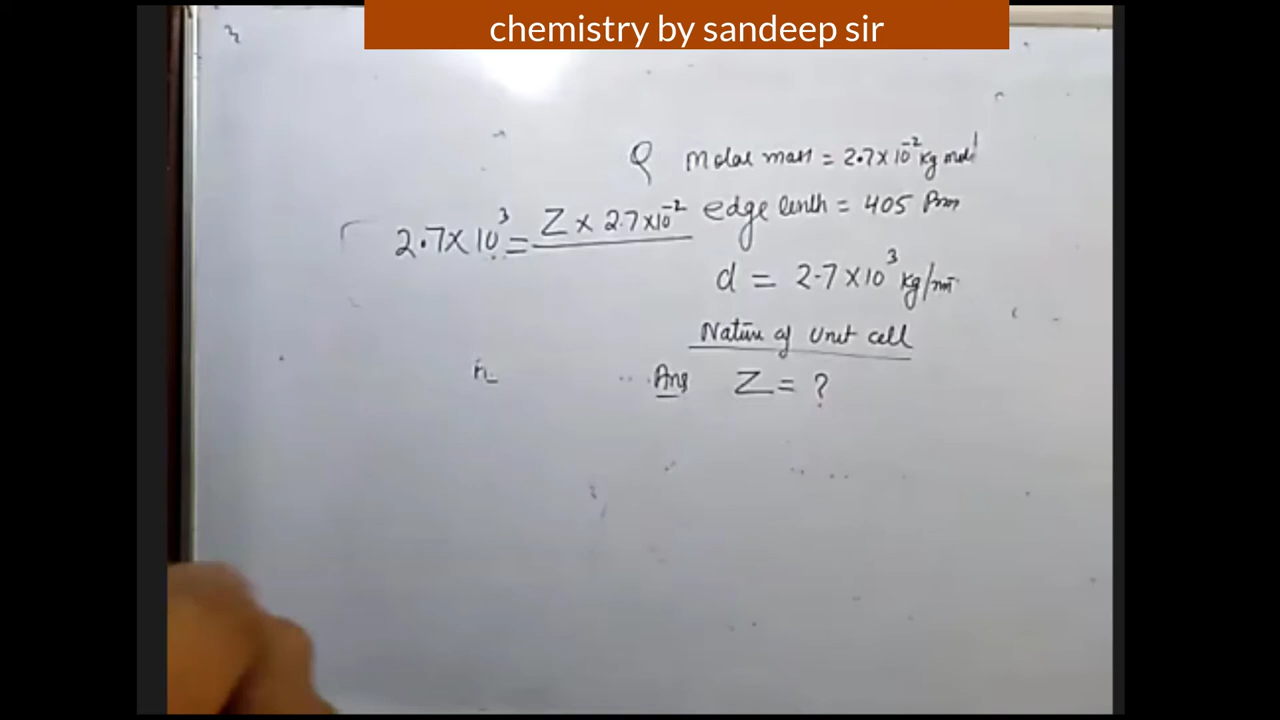 chemistry by sandeep sir
Q molar mass = 2.7 x 10⁻² kg mol⁻¹
edge lenth = 405 Pm
2.7 x 10³ = Z x 2.7 x 10⁻²
d = 2.7 x 10³ kg/m³
Nature of Unit cell
Ans Z = ?